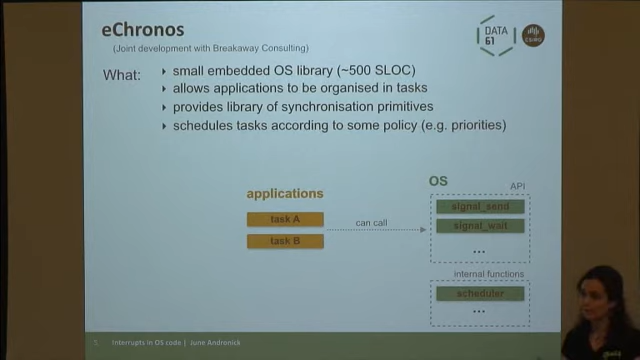 eChronos
(Joint development with Breakaway Consulting)
DATA
61
CSIRO
What:
small embedded OS library (~500 SLOC)
allows applications to be organised in tasks
provides library of synchronisation primitives
schedules tasks according to some policy (e.g. priorities)
applications
task A
task B
can call
OS
API
signal_send
signal_wait
...
internal functions
scheduler
...
5 Interrupts in OS code | June Andronick